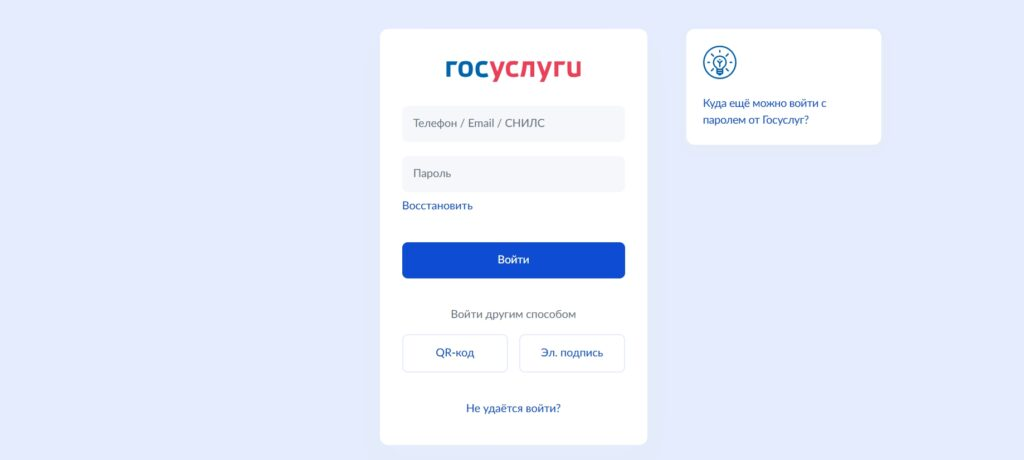 госуслуги
Телефон / Email / СНИЛС
Пароль
Восстановить
Войти
Войти другим способом
QR-код
Эл. подпись
Не удаётся войти?
Куда ещё можно войти с
паролем от Госуслуг?